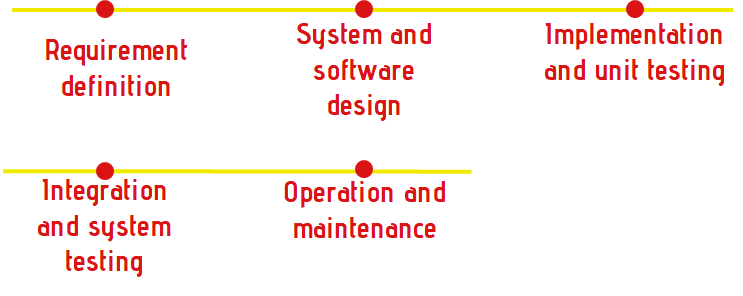 Requirement
definition
System and
software
design
Implementation
and unit testing
Integration
and system
testing
Operation and
maintenance